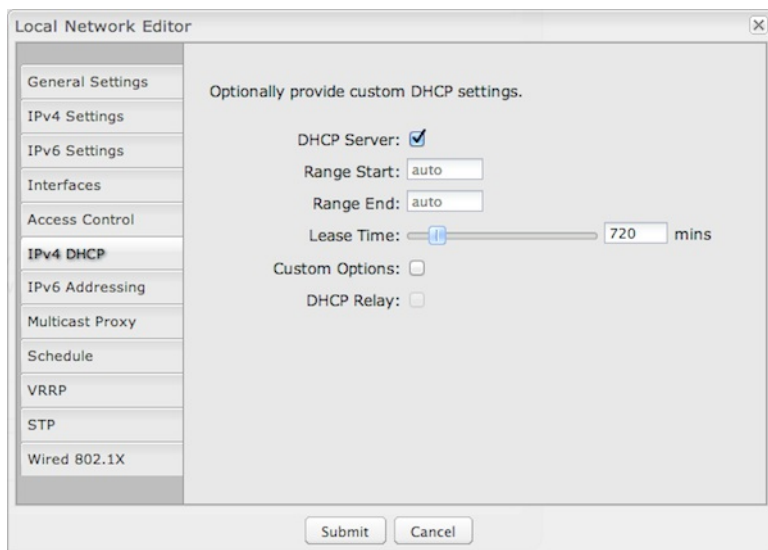 Local Network Editor
General Settings
IPv4 Settings
IPv6 Settings
Interfaces
Access Control
IPv4 DHCP
IPv6 Addressing
Multicast Proxy
Schedule
VRRP
STP
Wired 802.1X
Optionally provide custom DHCP settings.
DHCP Server:
Range Start: auto
Range End: auto
Lease Time: 720 mins
Custom Options:
DHCP Relay:
Submit Cancel